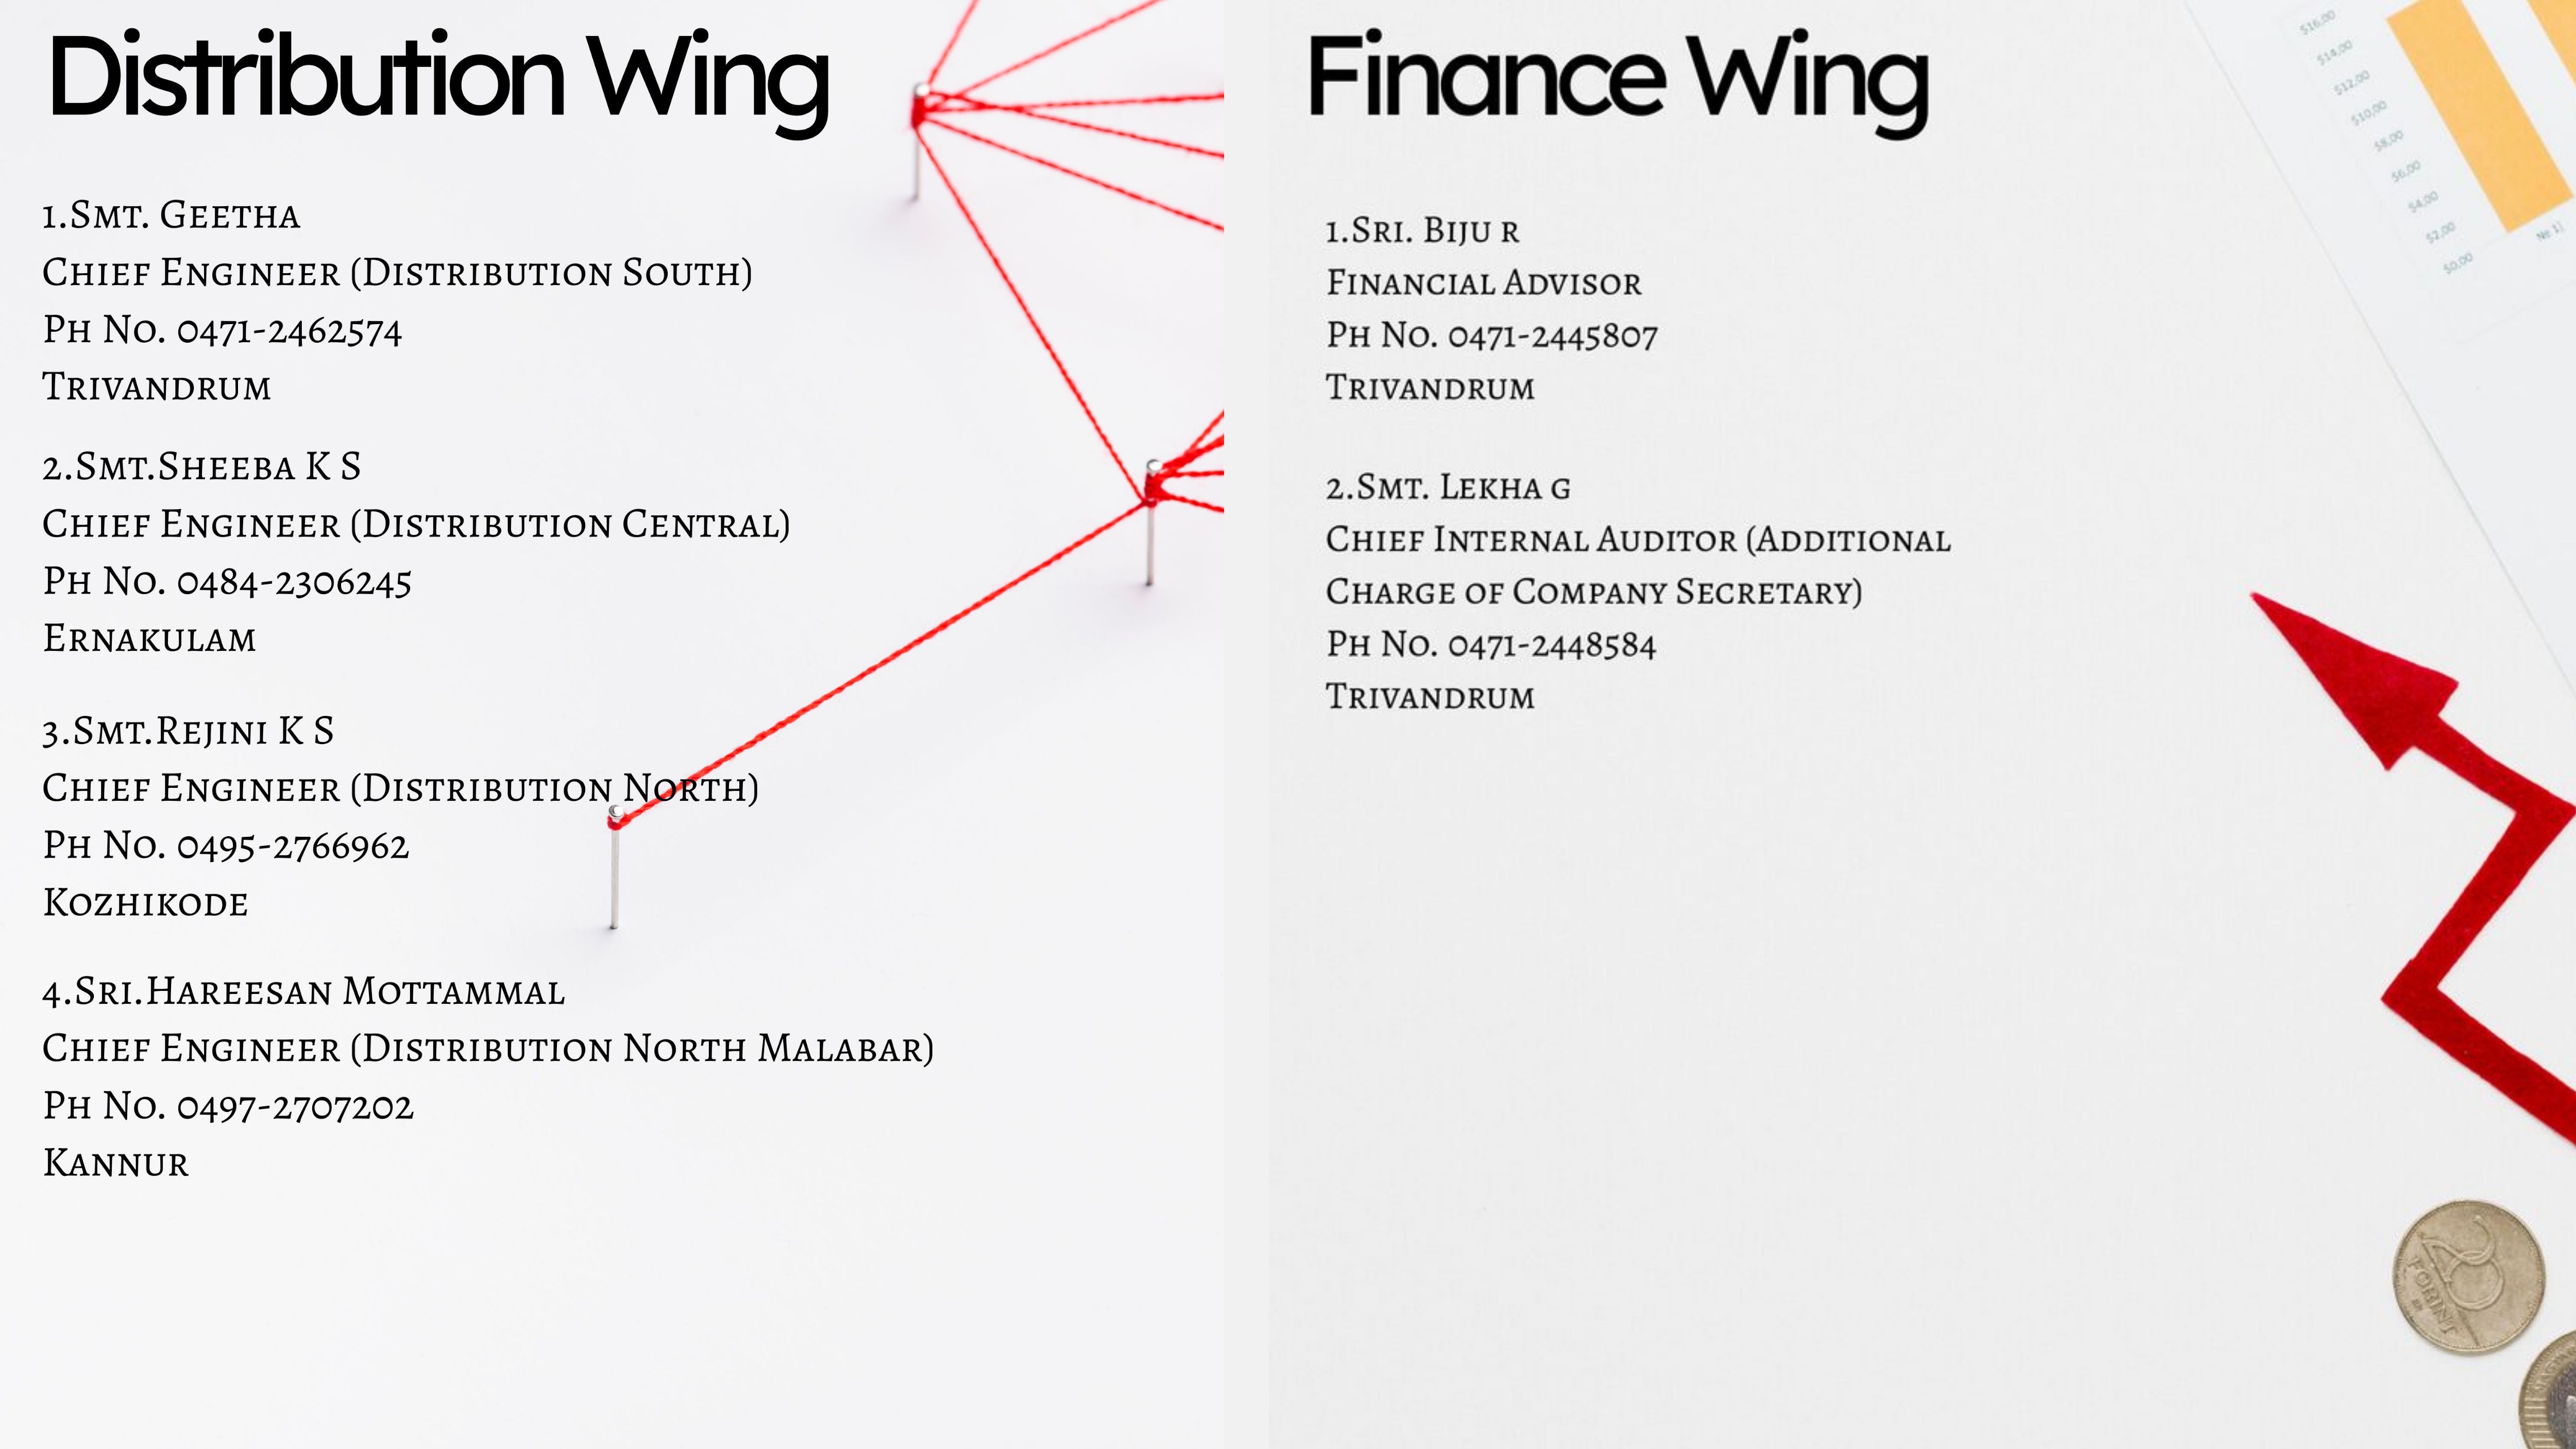 Distribution Wing
1.Smt. Geetha
Chief Engineer (Distribution South)
Ph No. 0471-2462574
Trivandrum
2.Smt.Sheeba K S
Chief Engineer (Distribution Central)
Ph No. 0484-2306245
Ernakulam
3.Smt.Rejini K S
Chief Engineer (Distribution North)
Ph No. 0495-2766962
Kozhikode
4.Sri.Hareesan Mottammal
Chief Engineer (Distribution North Malabar)
Ph No. 0497-2707202
Kannur
Finance Wing
1.Sri. Biju R
Financial Advisor
Ph No. 0471-2445807
Trivandrum
2.Smt. Lekha G
Chief Internal Auditor (Additional
Charge of Company Secretary)
Ph No. 0471-2448584
Trivandrum
$16,00
$14,00
$12,00
$10,00
$8,00
$6,00
$4,00
$2,00
$0,00
20
FORINT